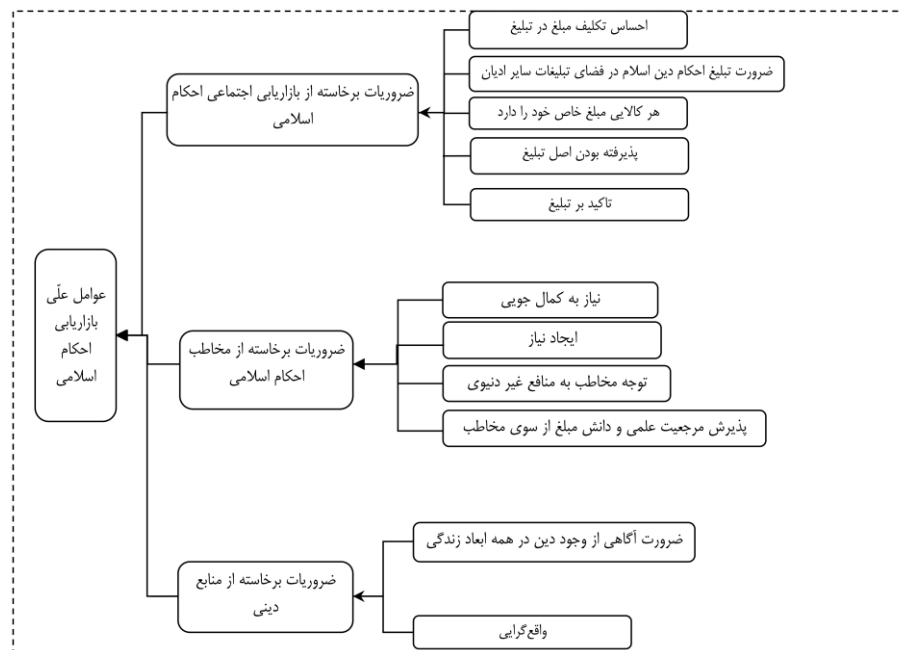 احساس تکلیف مبلغ در تبلیغ
ضرورت تبلیغ احکام دین اسلام در فضای تبلیغات سایر ادیان
هر کالایی مبلغ خاص خود را دارد
پذیرفته بودن اصل تبلیغ
تاکید بر تبلیغ
ضروریات برخاسته از بازاریابی اجتماعی احکام
اسلامی
نیاز به کمال جویی
ایجاد نیاز
توجه مخاطب به منافع غیر دنیوی
پذیرش مرجعیت علمی و دانش مبلغ از سوی مخاطب
ضروریات برخاسته از مخاطب
احکام اسلامی
ضرورت آگاهی از وجود دین در همه ابعاد زندگی
واقع‌گرایی
ضروریات برخاسته از منابع
دینی
عوامل علّی
بازاریابی
احکام
اسلامی